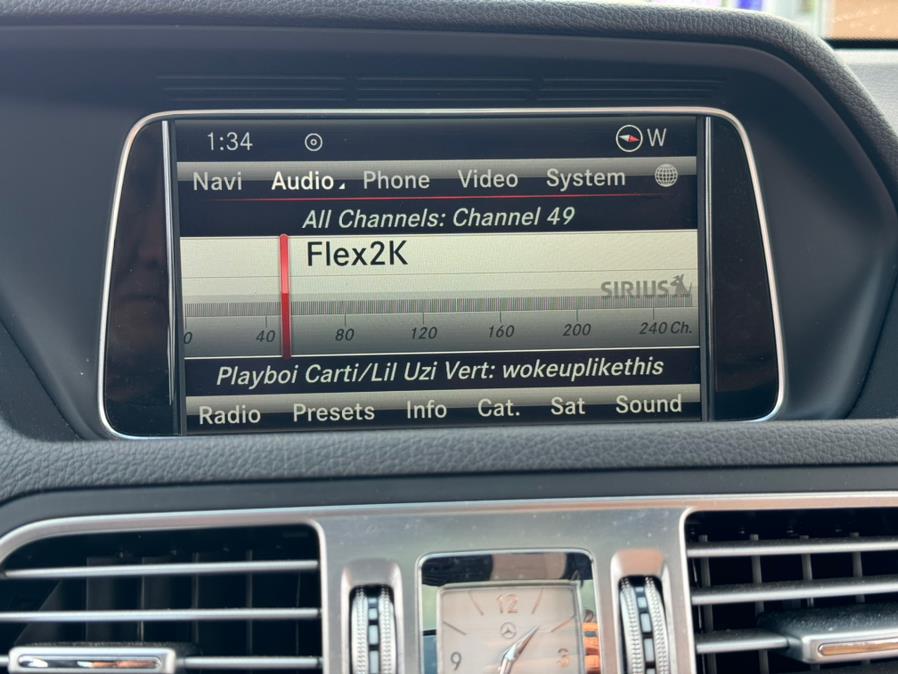 1:34 W
Navi Audio Phone Video System
All Channels: Channel 49
Flex2K
SIRIUS
0 40 80 120 160 200 240 Ch.
Playboi Carti/Lil Uzi Vert: wokeuplikethis
Radio Presets Info Cat. Sat Sound
12
9 3